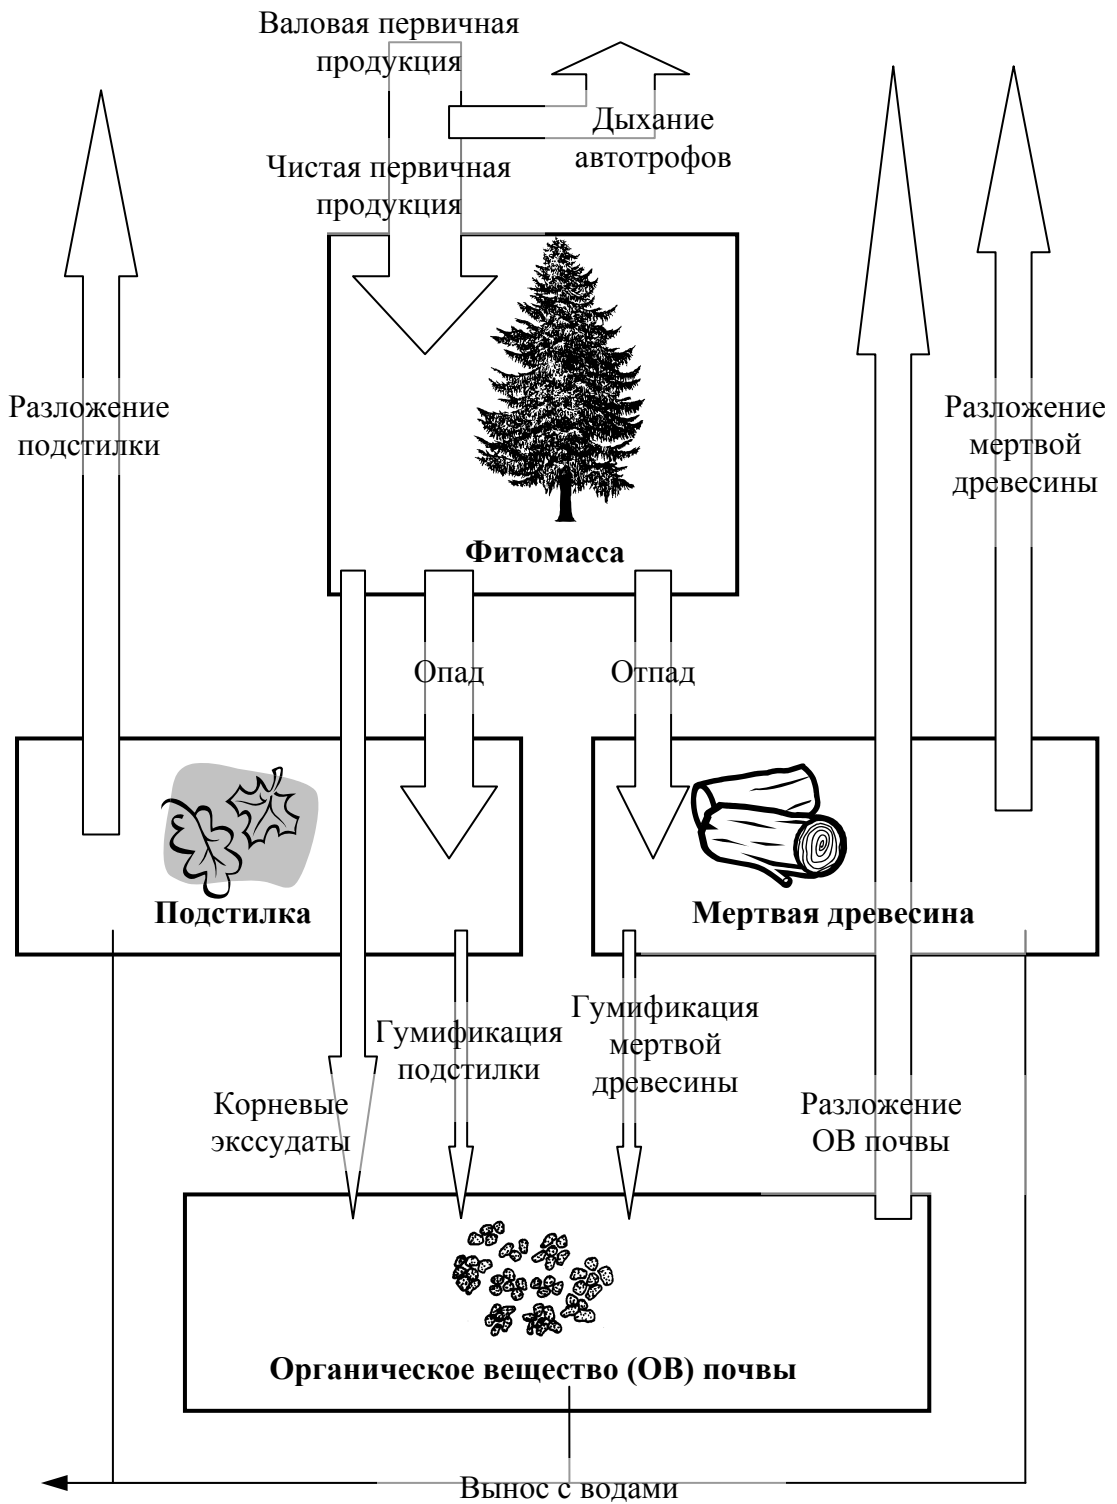 Валовая первичная
продукция
Дыхание
автотрофов
Чистая первичная
продукция
Разложение
подстилки
Разложение
мертвой
древесины
Фитомасса
Опад
Отпад
Подстилка
Мертвая древесина
Гумификация
подстилки
Гумификация
мертвой
древесины
Корневые
экссудаты
Разложение
ОВ почвы
Органическое вещество (ОВ) почвы
Вынос с водами